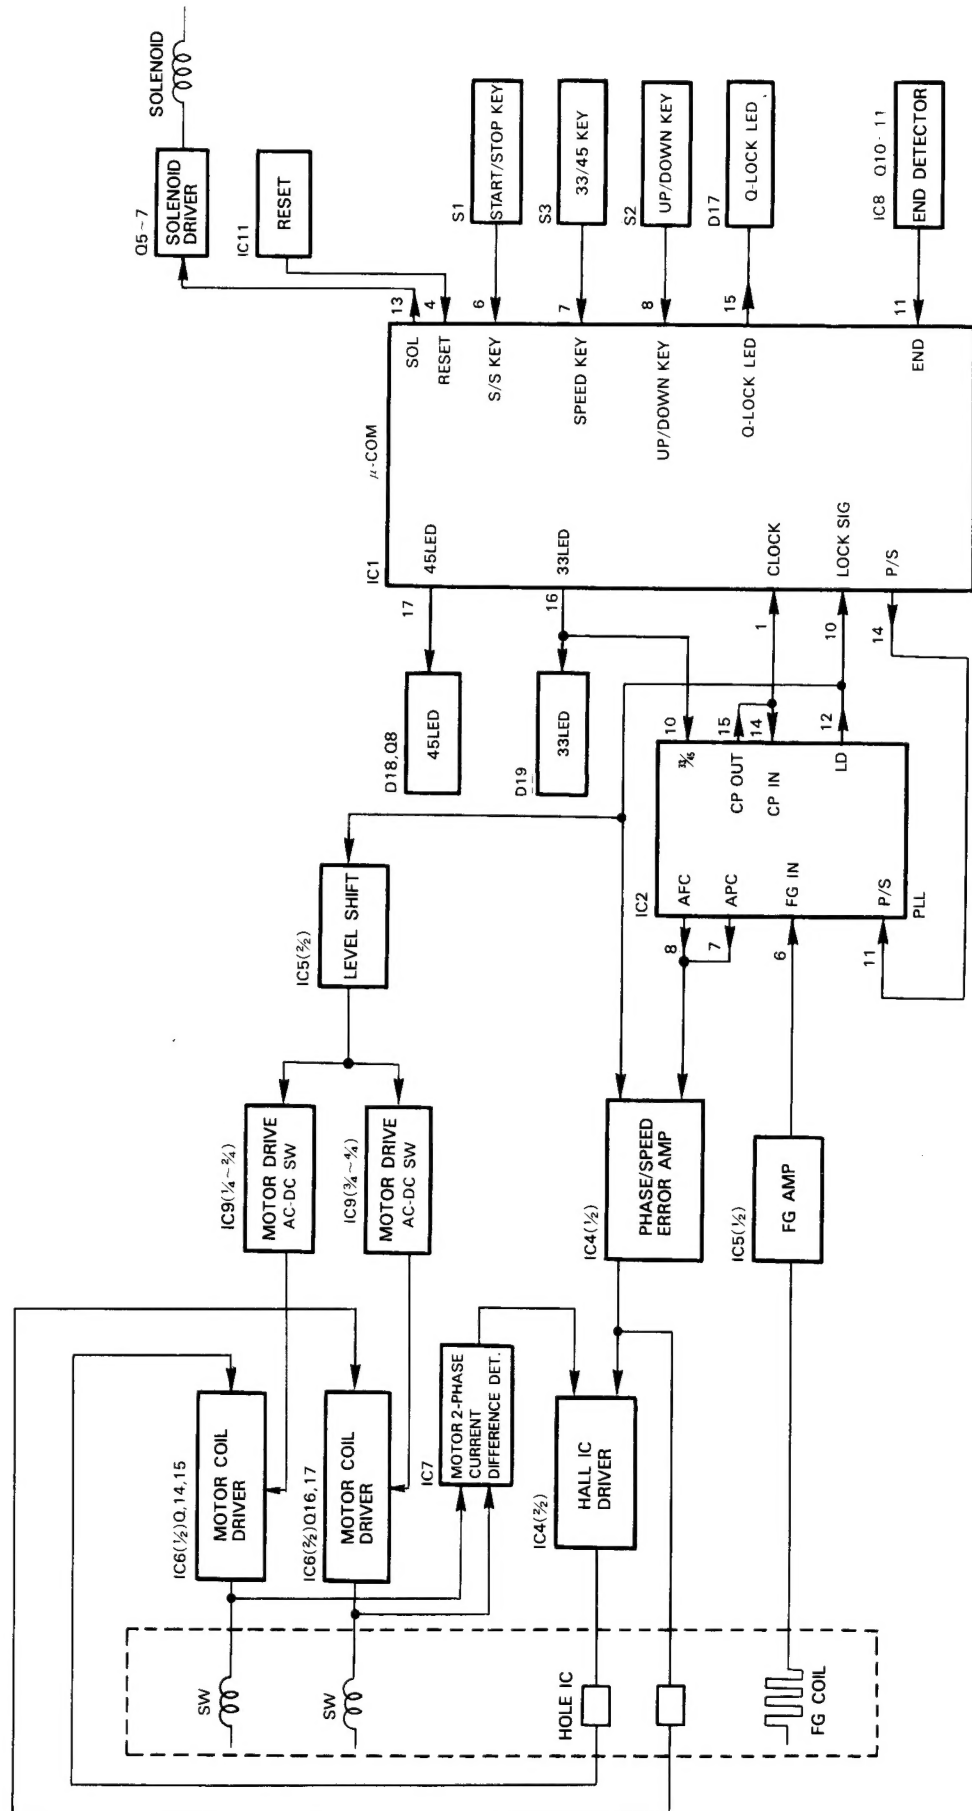 SOLENOID
Q5~7
SOLENOID
DRIVER
IC11
RESET
S1
START/STOP KEY
S3
33/45 KEY
S2
UP/DOWN KEY
D17
Q-LOCK LED
IC8 Q10-11
END DETECTOR
13
4
6
7
8
15
11
SOL
RESET
S/S KEY
SPEED KEY
UP/DOWN KEY
Q-LOCK LED
END
μ-COM
IC1
45LED
33LED
CLOCK
LOCK SIG
P/S
17
16
1
10
14
D18,Q8
45LED
D19
33LED
10
15
14
12
33/45
CP OUT
CP IN
LD
IC2
AFC
APC
FG IN
P/S
PLL
8
7
6
11
IC5(2/2)
LEVEL SHIFT
IC9(1/4~2/4)
MOTOR DRIVE
AC-DC SW
IC9(3/4~4/4)
MOTOR DRIVE
AC-DC SW
IC4(1/2)
PHASE/SPEED
ERROR AMP
IC5(1/2)
FG AMP
IC6(1/2)Q,14,15
MOTOR COIL
DRIVER
IC6(2/2)Q16,17
MOTOR COIL
DRIVER
IC7
MOTOR 2-PHASE
CURRENT
DIFFERENCE DET.
IC4(2/2)
HALL IC
DRIVER
SW
SW
HOLE IC
FG COIL